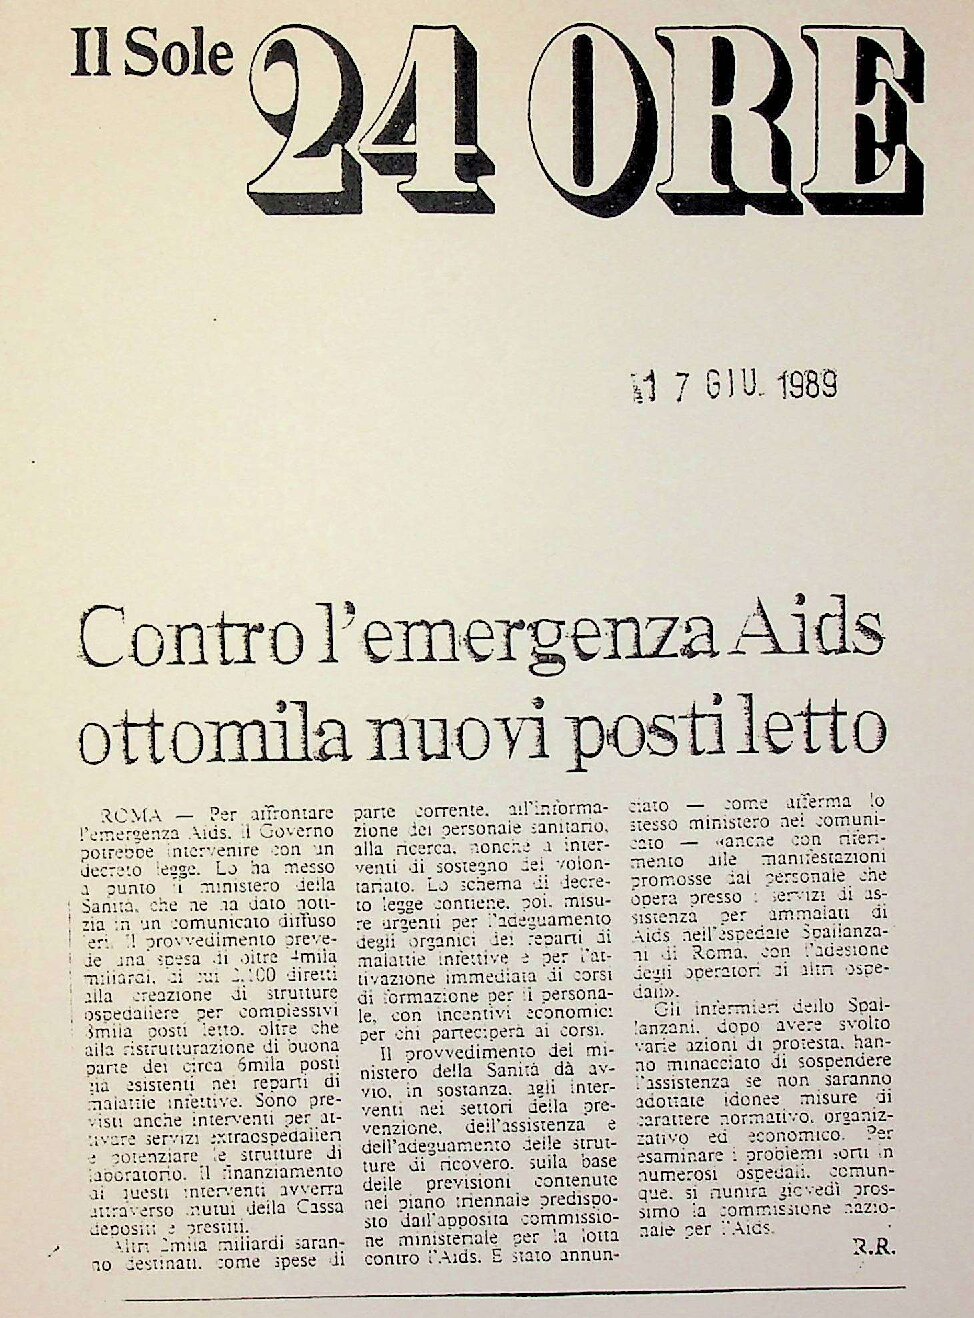 Il Sole
24 ORE
17 GIU. 1989
Contro l'emergenza Aids
ottomila nuovi posti letto
ROMA — Per affrontare
l'emergenza Aids, il Governo
potrebbe intervenire con un
decreto legge. Lo ha messo
a punto il ministero della
Sanità, che ne ha dato noti-
zia in un comunicato diffuso
ieri. Il provvedimento preve-
de una spesa di oltre 4mila
miliardi, di cui 2.100 diretti
alla creazione di strutture
ospedaliere per complessivi
8mila posti letto, oltre che
alla ristrutturazione di buona
parte dei circa 6mila posti
già esistenti nei reparti di
malattie infettive. Sono pre-
visti anche interventi per at-
tivare servizi extraospedalieri
e potenziare le strutture di
laboratorio. Il finanziamento
di questi interventi avverrà
attraverso mutui della Cassa
depositi e prestiti.
Altri 2mila miliardi saran-
no destinati, come spese di
parte corrente, all'informa-
zione del personale sanitario,
alla ricerca, nonché a inter-
venti di sostegno del volon-
tariato. Lo schema di decre-
to legge contiene, poi, misu-
re urgenti per l'adeguamento
degli organici dei reparti di
malattie infettive e per l'at-
tivazione immediata di corsi
di formazione per il persona-
le, con incentivi economici
per chi parteciperà ai corsi.
Il provvedimento del mi-
nistero della Sanità dà av-
vio, in sostanza, agli inter-
venti nei settori della pre-
venzione, dell'assistenza e
dell'adeguamento delle strut-
ture di ricovero, sulla base
delle previsioni contenute
nel piano triennale predispo-
sto dall'apposita commissio-
ne ministeriale per la lotta
contro l'Aids. E stato annun-
ciato — come afferma lo
stesso ministero nel comuni-
cato — «anche con riferi-
mento alle manifestazioni
promosse dal personale che
opera presso i servizi di as-
sistenza per ammalati di
Aids nell'ospedale Spallanza-
ni di Roma, con l'adesione
degli operatori di altri ospe-
dali».
Gli infermieri dello Spal-
lanzani, dopo avere svolto
varie azioni di protesta, han-
no minacciato di sospendere
l'assistenza se non saranno
adottate idonee misure di
carattere normativo, organiz-
zativo ed economico. Per
esaminare i problemi sorti in
numerosi ospedali, comun-
que, si riunirà giovedì pros-
simo la commissione nazio-
nale per l'Aids.
R.R.